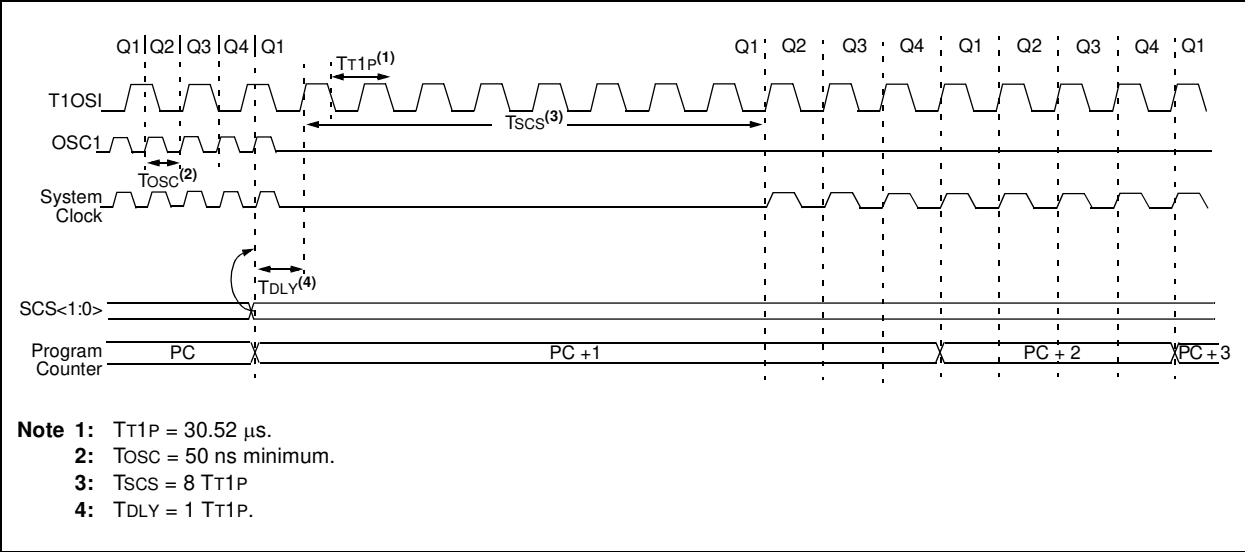 Q1 Q2 Q3 Q4 Q1 Q1 Q2 Q3 Q4 Q1 Q2 Q3 Q4 Q1
TT1P(1)
T1OSI
TSCS(3)
OSC1
TOSC(2)
System
Clock
TDLY(4)
SCS<1:0>
Program
Counter
PC PC +1 PC + 2 PC + 3
Note 1: TT1P = 30.52 μs.
2: TOSC = 50 ns minimum.
3: TSCS = 8 TT1P
4: TDLY = 1 TT1P.